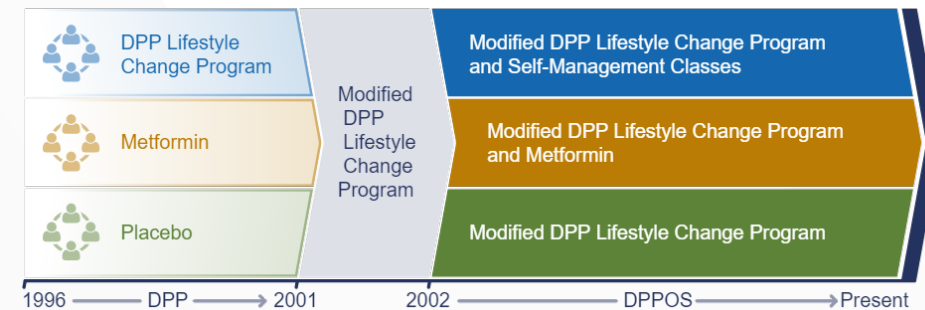 DPP Lifestyle
Change Program
Metformin
Placebo
Modified
DPP
Lifestyle
Change
Program
Modified DPP Lifestyle Change Program
and Self-Management Classes
Modified DPP Lifestyle Change Program
and Metformin
Modified DPP Lifestyle Change Program
1996 DPP 2001 2002 DPPOS Present